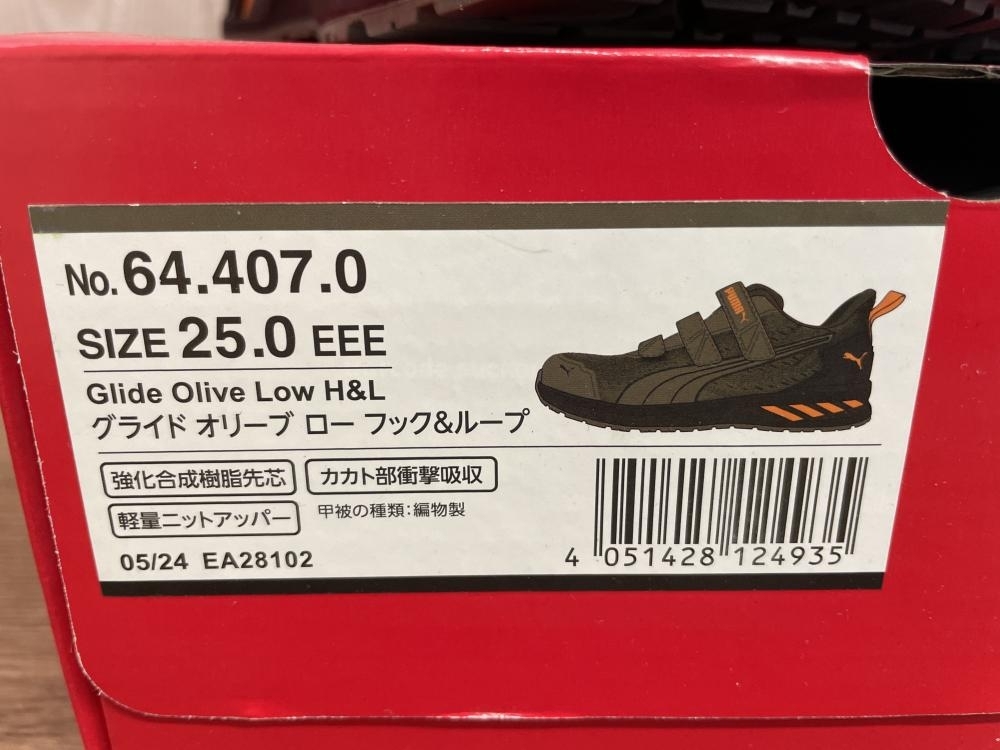 No.64.407.0
SIZE 25.0 EEE
Glide Olive Low H&L
グライド オリーブ ロー フック&ループ
強化合成樹脂先芯 カカト部衝撃吸収
軽量ニットアッパー 甲被の種類:編物製
05/24 EA28102
PUMA
4 051428 124935